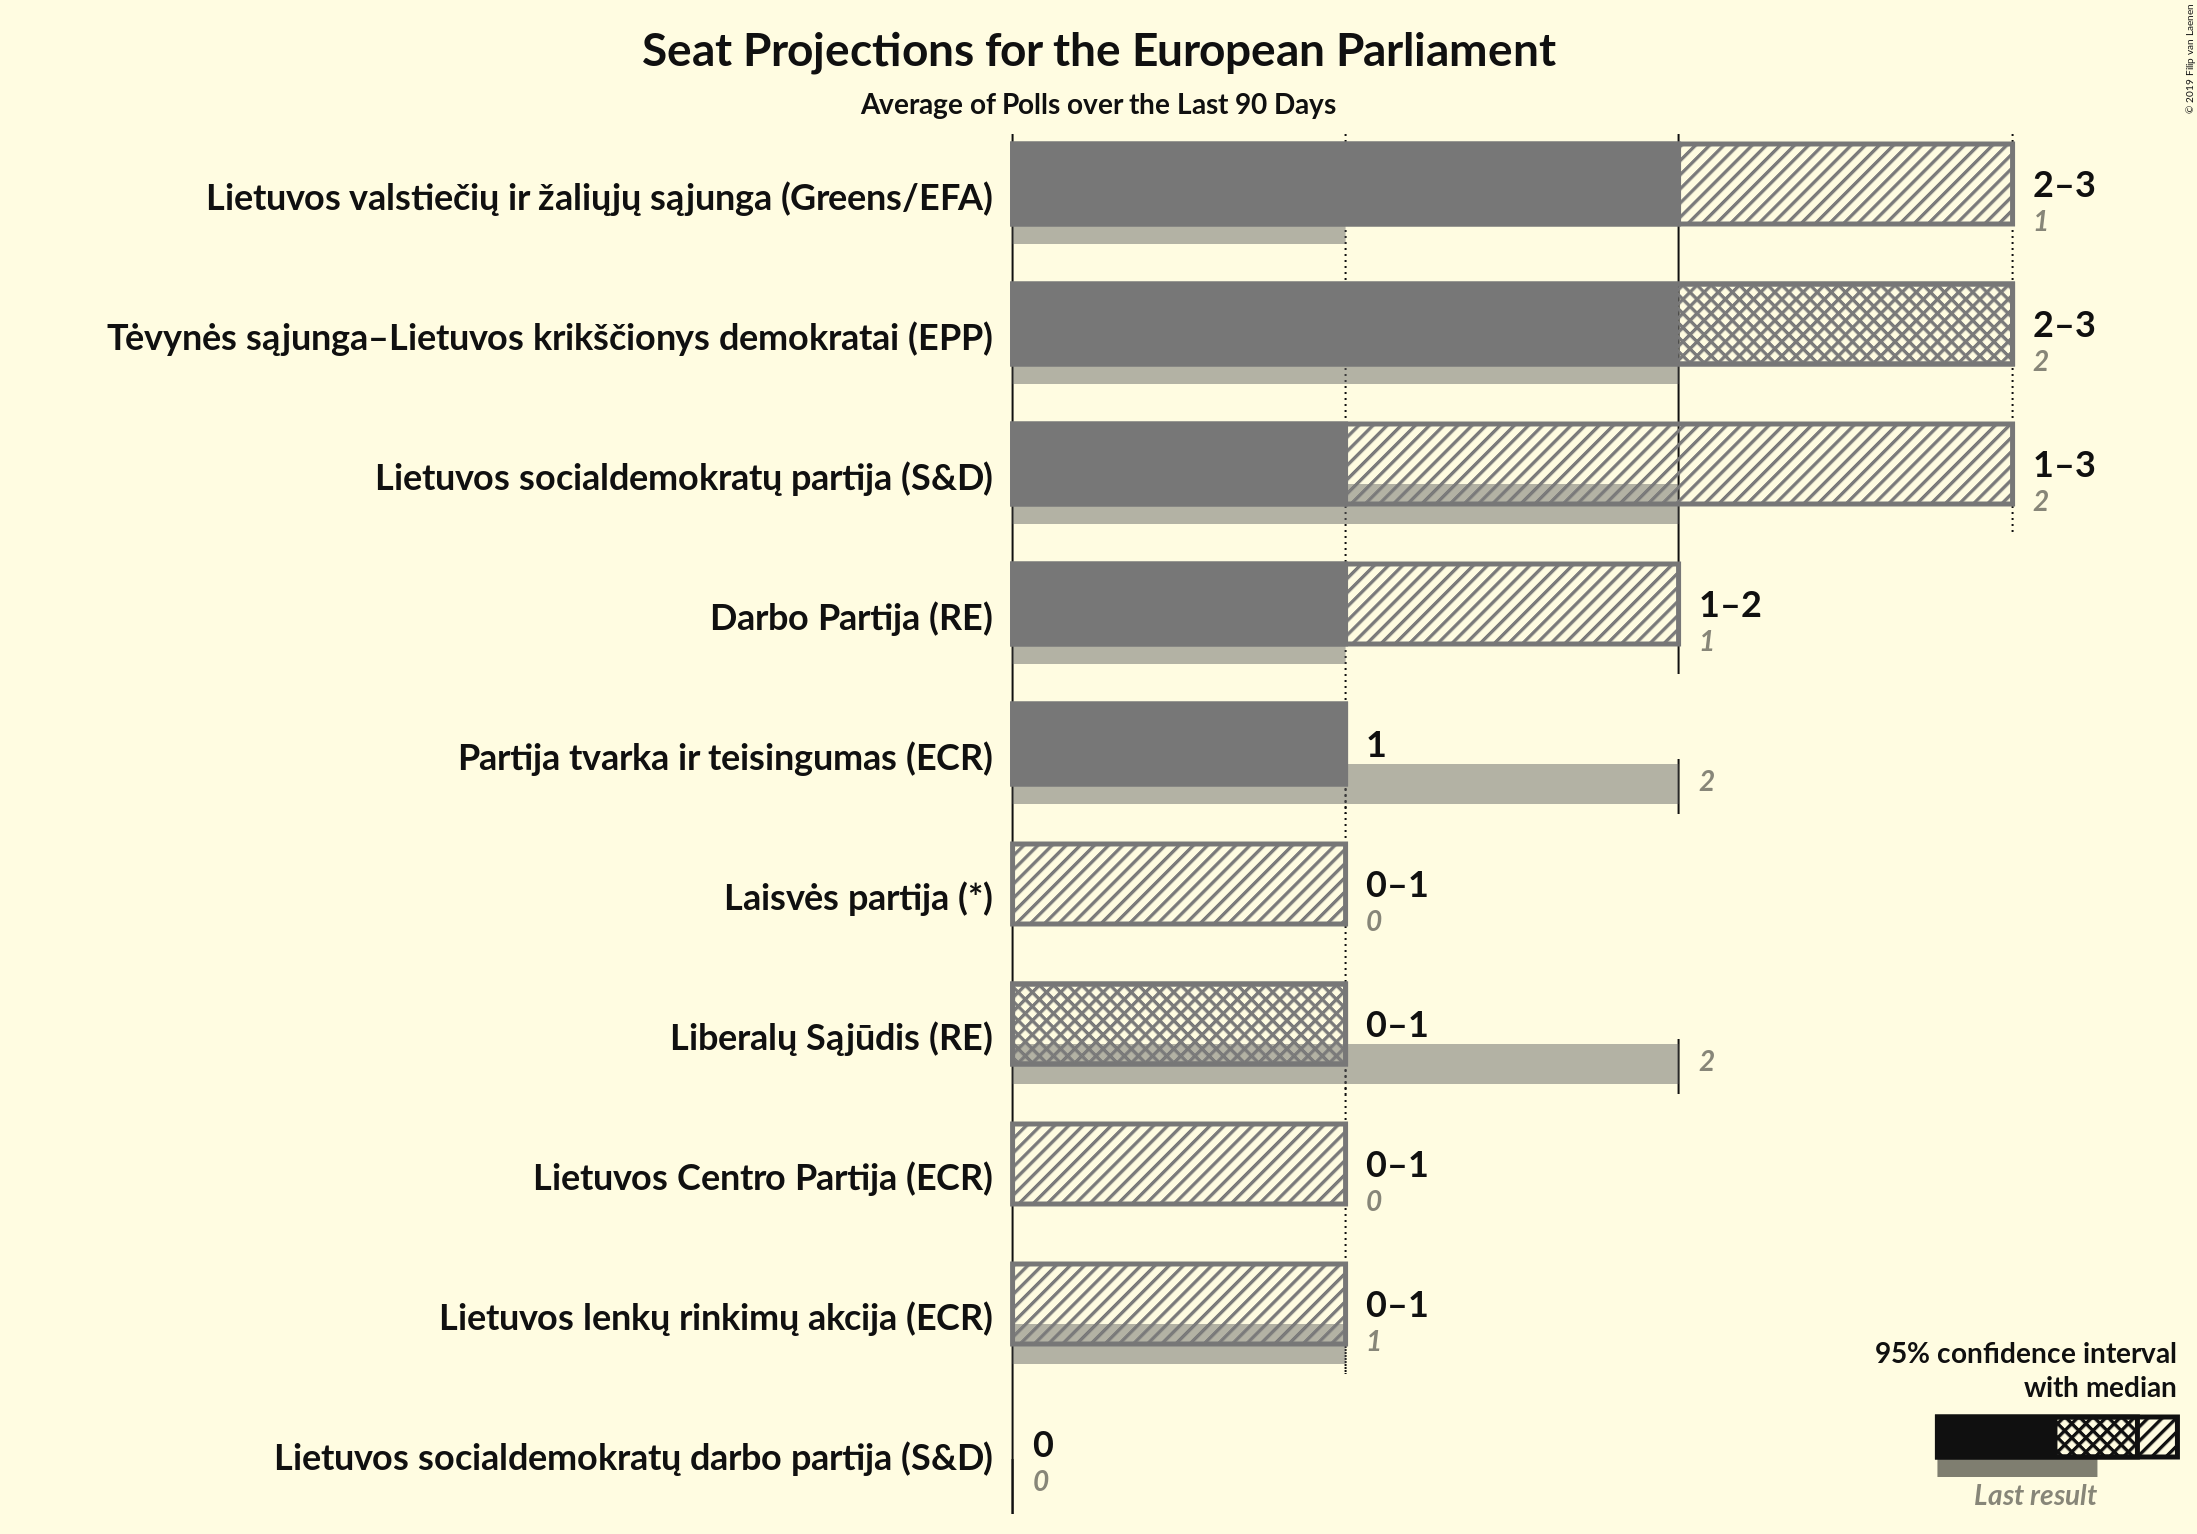 © 2019 Filip van Laenen
Seat Projections for the European Parliament
Average of Polls over the Last 90 Days
Lietuvos valstiečių ir žaliųjų sąjunga (Greens/EFA)
2–3
1
Tėvynės sąjunga–Lietuvos krikščionys demokratai (EPP)
2–3
2
Lietuvos socialdemokratų partija (S&D)
1–3
2
Darbo Partija (RE)
1–2
1
Partija tvarka ir teisingumas (ECR)
1
2
Laisvės partija (*)
0–1
0
Liberalų Sąjūdis (RE)
0–1
2
Lietuvos Centro Partija (ECR)
0–1
0
Lietuvos lenkų rinkimų akcija (ECR)
0–1
1
Lietuvos socialdemokratų darbo partija (S&D)
0
0
95% confidence interval
with median
Last result